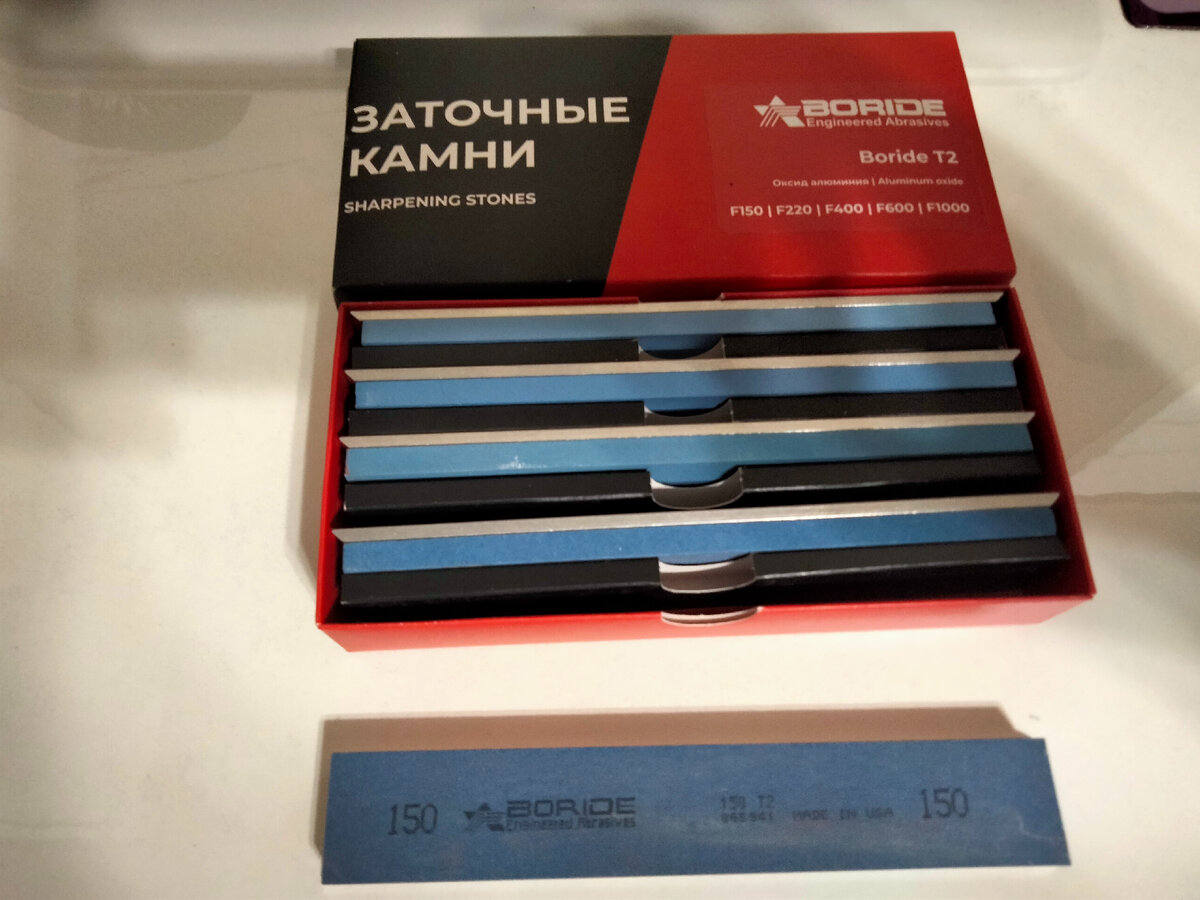 ЗАТОЧНЫЕ
КАМНИ
SHARPENING STONES
BORIDE
Engineered Abrasives
Boride T2
Оксид алюминия | Aluminum oxide
F150 | F220 | F400 | F600 | F1000
150
BORIDE
Engineered Abrasives
150 T2
MADE IN USA
150